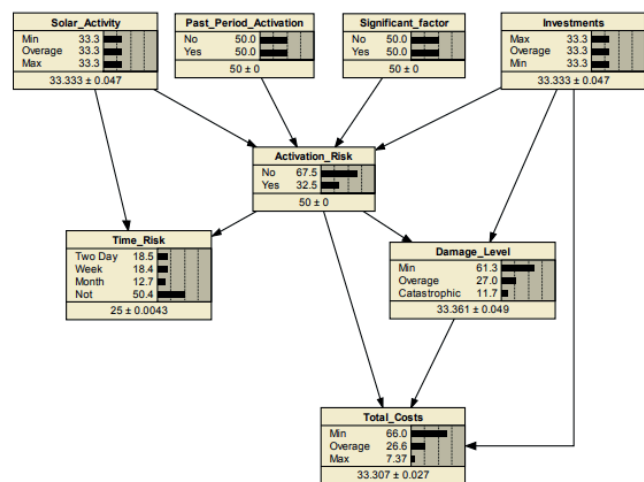 Solar_Activity
Min 33.3
Overage 33.3
Max 33.3
33.333 ± 0.047
Past_Period_Activation
No 50.0
Yes 50.0
50 ± 0
Significant_factor
No 50.0
Yes 50.0
50 ± 0
Investments
Max 33.3
Overage 33.3
Min 33.3
33.333 ± 0.047
Activation_Risk
No 67.5
Yes 32.5
50 ± 0
Time_Risk
Two Day 18.5
Week 18.4
Month 12.7
Not 50.4
25 ± 0.0043
Damage_Level
Min 61.3
Overage 27.0
Catastrophic 11.7
33.361 ± 0.049
Total_Costs
Min 66.0
Overage 26.6
Max 7.37
33.307 ± 0.027